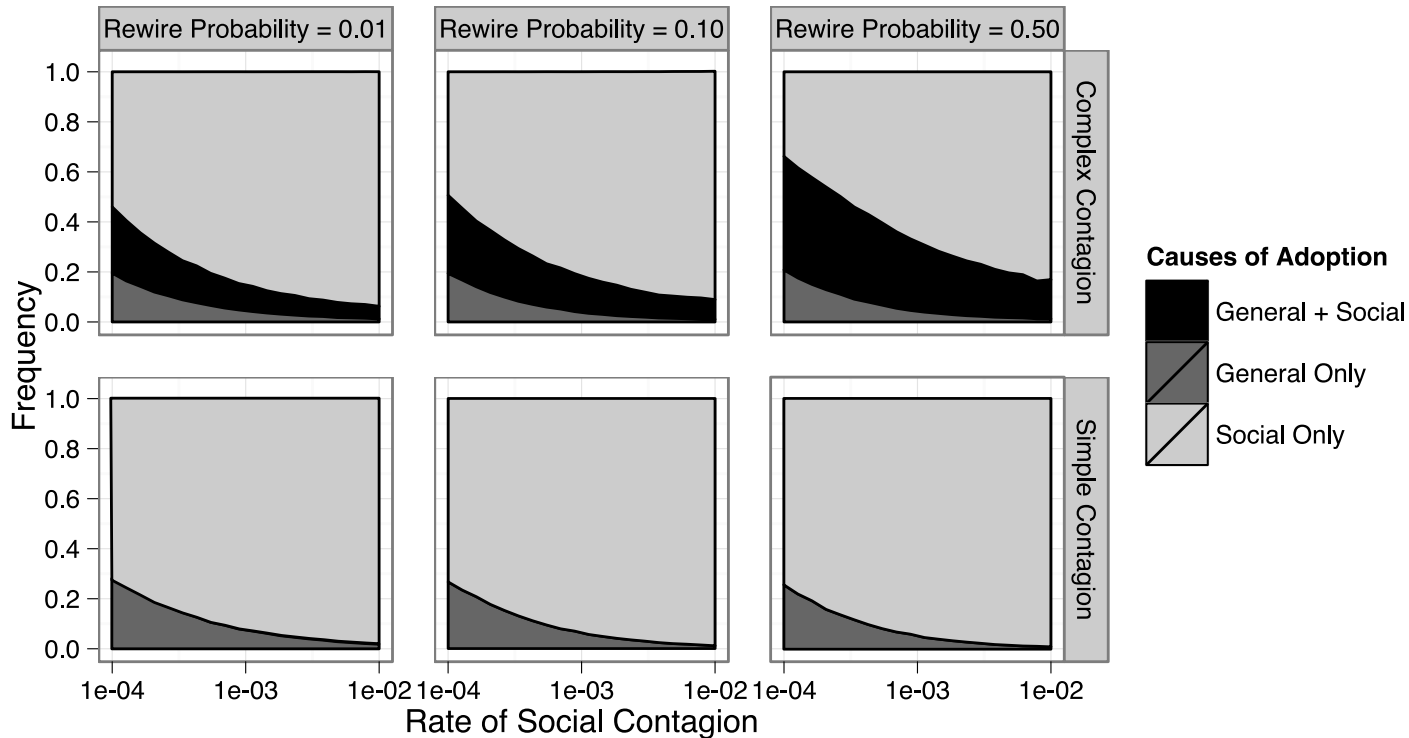 Rewire Probability = 0.01
Rewire Probability = 0.10
Rewire Probability = 0.50
1.0
0.8
0.6
0.4
0.2
0.0
Complex Contagion
Frequency
1.0
0.8
0.6
0.4
0.2
0.0
Simple Contagion
1e-04
1e-03
1e-02
1e-04
1e-03
1e-02
1e-04
1e-03
1e-02
Rate of Social Contagion
Causes of Adoption
General + Social
General Only
Social Only